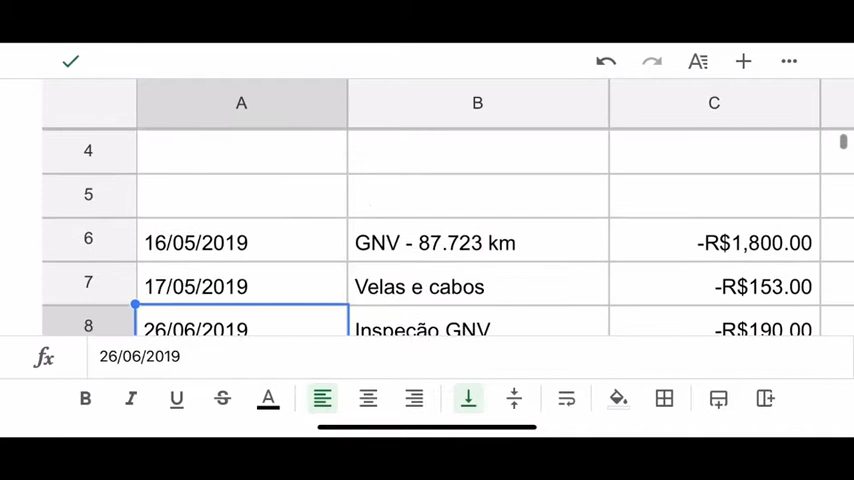 A B C
4
5
6 16/05/2019 GNV - 87.723 km -R$1,800.00
7 17/05/2019 Velas e cabos -R$153.00
8 26/06/2019 Inspeção GNV -R$190.00
fx 26/06/2019
B I U S A